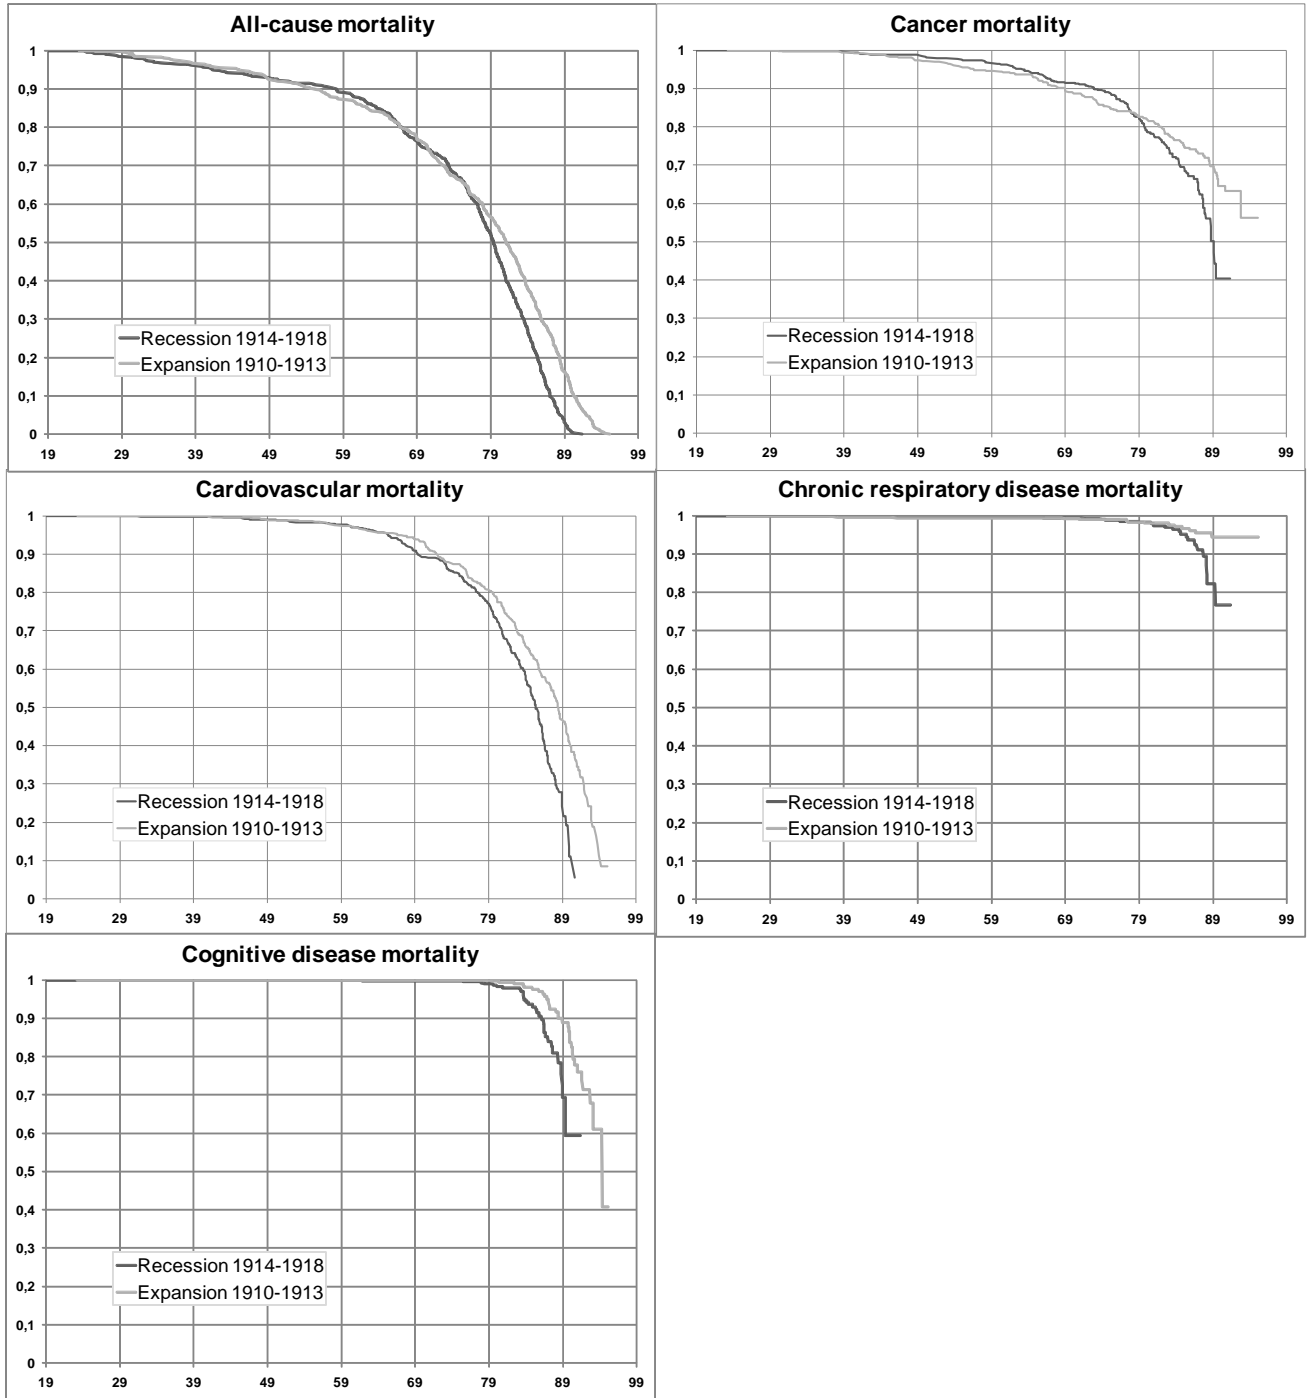 All-cause mortality
1
0,9
0,8
0,7
0,6
0,5
0,4
0,3
0,2
0,1
0
Recession 1914-1918
Expansion 1910-1913
19 29 39 49 59 69 79 89 99
Cancer mortality
1
0,9
0,8
0,7
0,6
0,5
0,4
0,3
0,2
0,1
0
Recession 1914-1918
Expansion 1910-1913
19 29 39 49 59 69 79 89 99
Cardiovascular mortality
1
0,9
0,8
0,7
0,6
0,5
0,4
0,3
0,2
0,1
0
Recession 1914-1918
Expansion 1910-1913
19 29 39 49 59 69 79 89 99
Chronic respiratory disease mortality
1
0,9
0,8
0,7
0,6
0,5
0,4
0,3
0,2
0,1
0
Recession 1914-1918
Expansion 1910-1913
19 29 39 49 59 69 79 89 99
Cognitive disease mortality
1
0,9
0,8
0,7
0,6
0,5
0,4
0,3
0,2
0,1
0
Recession 1914-1918
Expansion 1910-1913
19 29 39 49 59 69 79 89 99